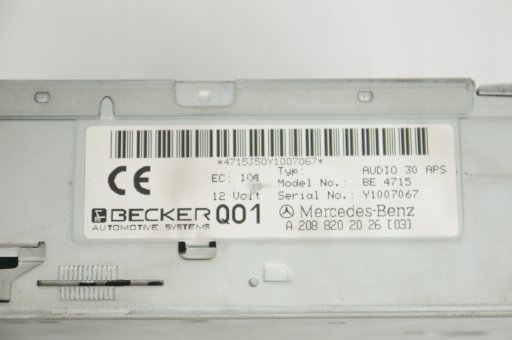 *4715J50Y1007067*
CE
Typ: AUDIO 30 APS
EC: 104 Model No.: BE 4715
12 Volt Serial No.: Y1007067
BECKER Q01 Mercedes-Benz
AUTOMOTIVE SYSTEMS A 208 820 20 26 [03]